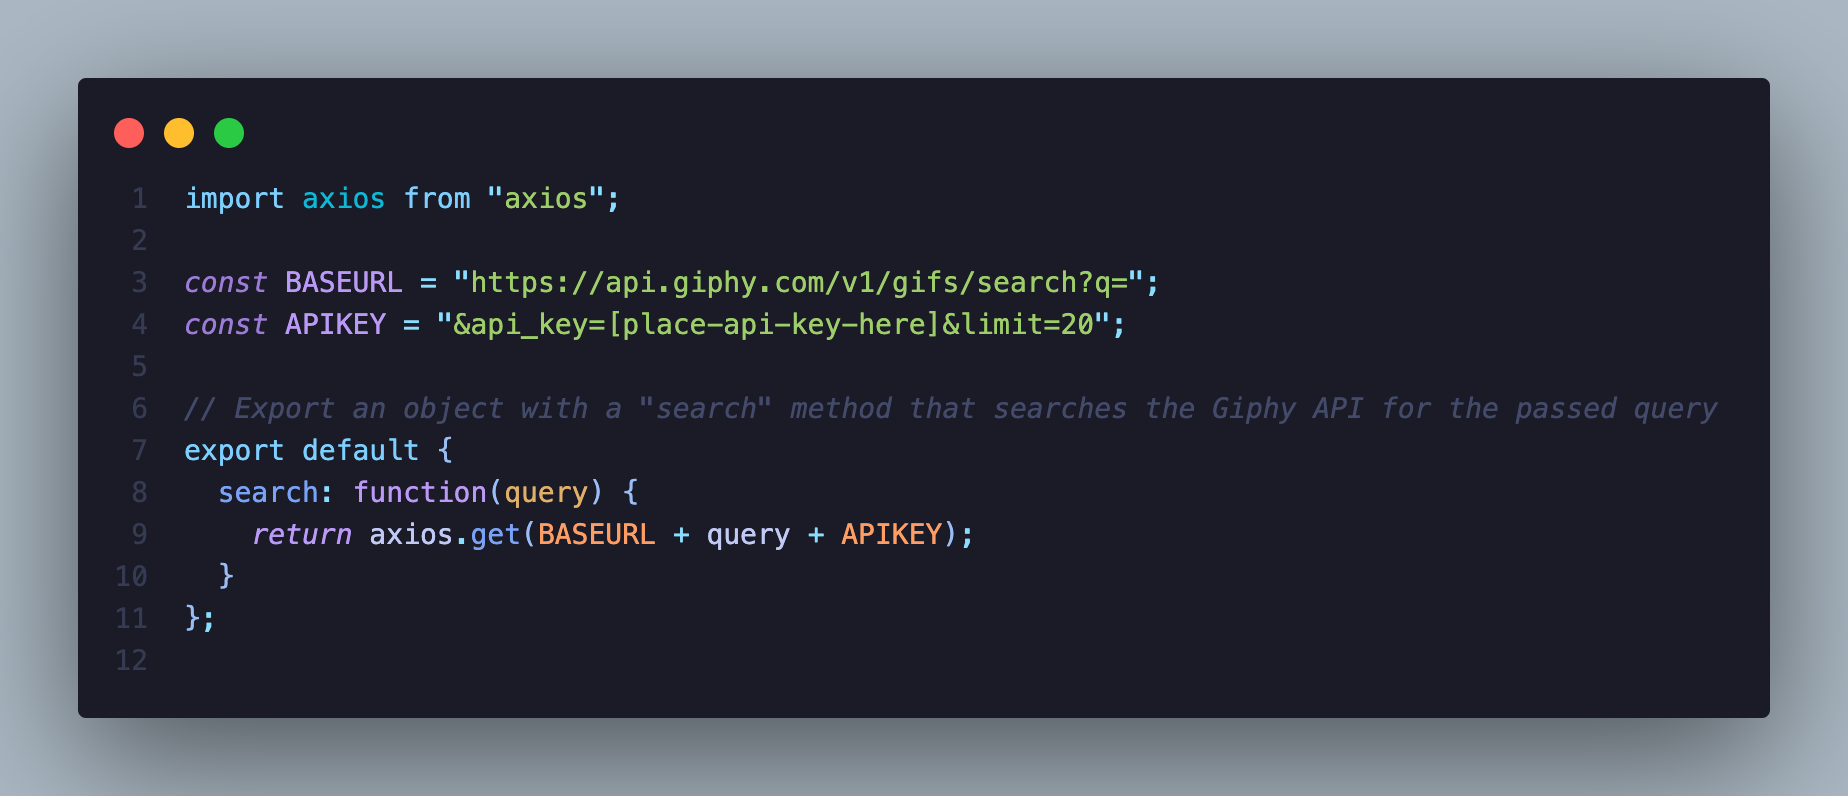 1 import axios from "axios";
2
3 const BASEURL = "https://api.giphy.com/v1/gifs/search?q=";
4 const APIKEY = "&api_key=[place-api-key-here]&limit=20";
5
6 // Export an object with a "search" method that searches the Giphy API for the passed query
7 export default {
8   search: function(query) {
9     return axios.get(BASEURL + query + APIKEY);
10   }
11 };
12